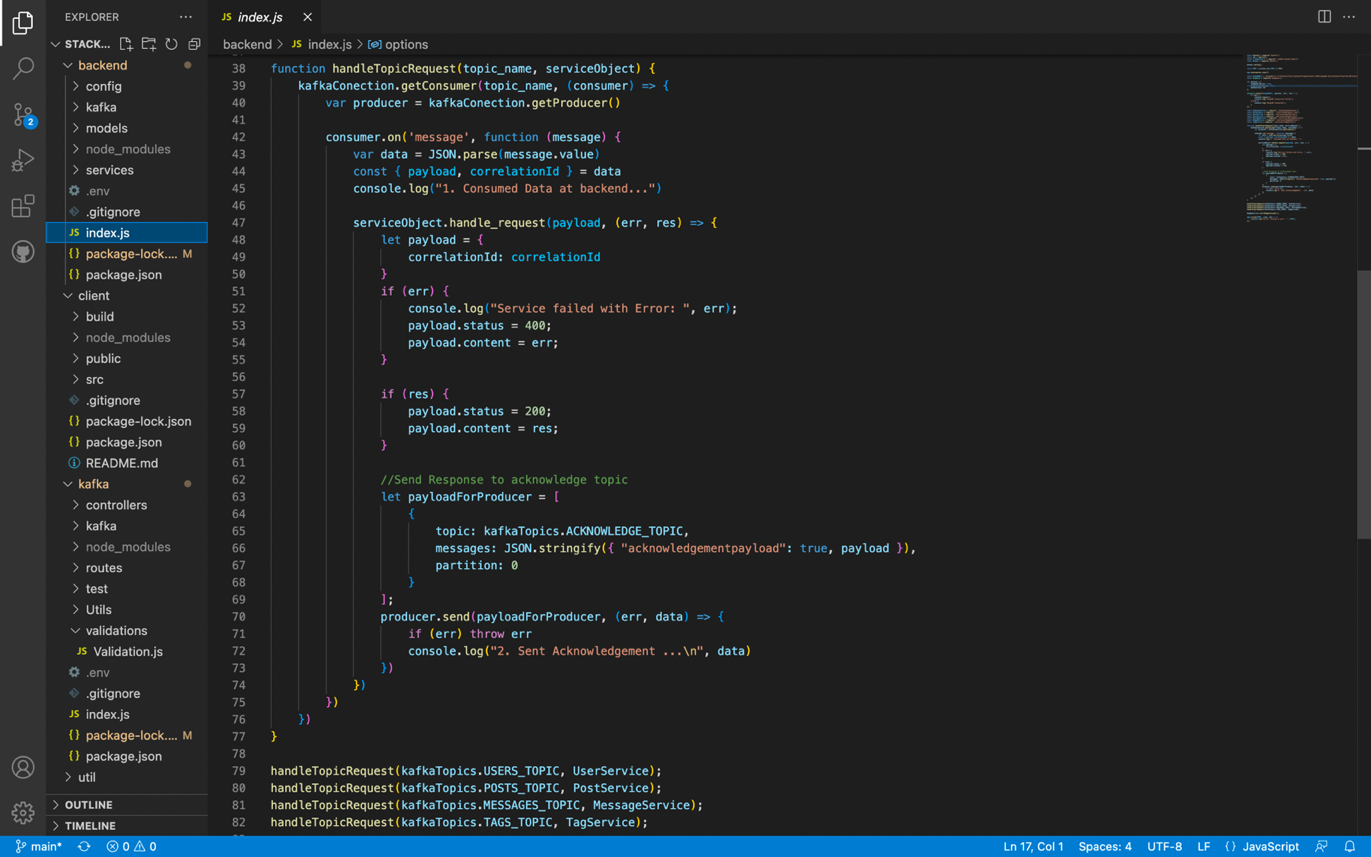 EXPLORER
JS index.js
STACK...
backend > JS index.js > options
backend
config
kafka
models
node_modules
services
.env
.gitignore
JS index.js
{} package-lock.... M
{} package.json
client
build
node_modules
public
src
.gitignore
{} package-lock.json
{} package.json
README.md
kafka
controllers
kafka
node_modules
routes
test
Utils
validations
JS Validation.js
.env
.gitignore
JS index.js
{} package-lock.... M
{} package.json
util
OUTLINE
TIMELINE
2
38 function handleTopicRequest(topic_name, serviceObject) {
39 kafkaConection.getConsumer(topic_name, (consumer) => {
40 var producer = kafkaConection.getProducer()
41
42 consumer.on('message', function (message) {
43 var data = JSON.parse(message.value)
44 const { payload, correlationId } = data
45 console.log("1. Consumed Data at backend...")
46
47 serviceObject.handle_request(payload, (err, res) => {
48 let payload = {
49 correlationId: correlationId
50 }
51 if (err) {
52 console.log("Service failed with Error: ", err);
53 payload.status = 400;
54 payload.content = err;
55 }
56
57 if (res) {
58 payload.status = 200;
59 payload.content = res;
60 }
61
62 //Send Response to acknowledge topic
63 let payloadForProducer = [
64 {
65 topic: kafkaTopics.ACKNOWLEDGE_TOPIC,
66 messages: JSON.stringify({ "acknowledgementpayload": true, payload }),
67 partition: 0
68 }
69 ];
70 producer.send(payloadForProducer, (err, data) => {
71 if (err) throw err
72 console.log("2. Sent Acknowledgement ...\n", data)
73 })
74 })
75 })
76 })
77 }
78
79 handleTopicRequest(kafkaTopics.USERS_TOPIC, UserService);
80 handleTopicRequest(kafkaTopics.POSTS_TOPIC, PostService);
81 handleTopicRequest(kafkaTopics.MESSAGES_TOPIC, MessageService);
82 handleTopicRequest(kafkaTopics.TAGS_TOPIC, TagService);
main* 0 0 Ln 17, Col 1 Spaces: 4 UTF-8 LF {} JavaScript